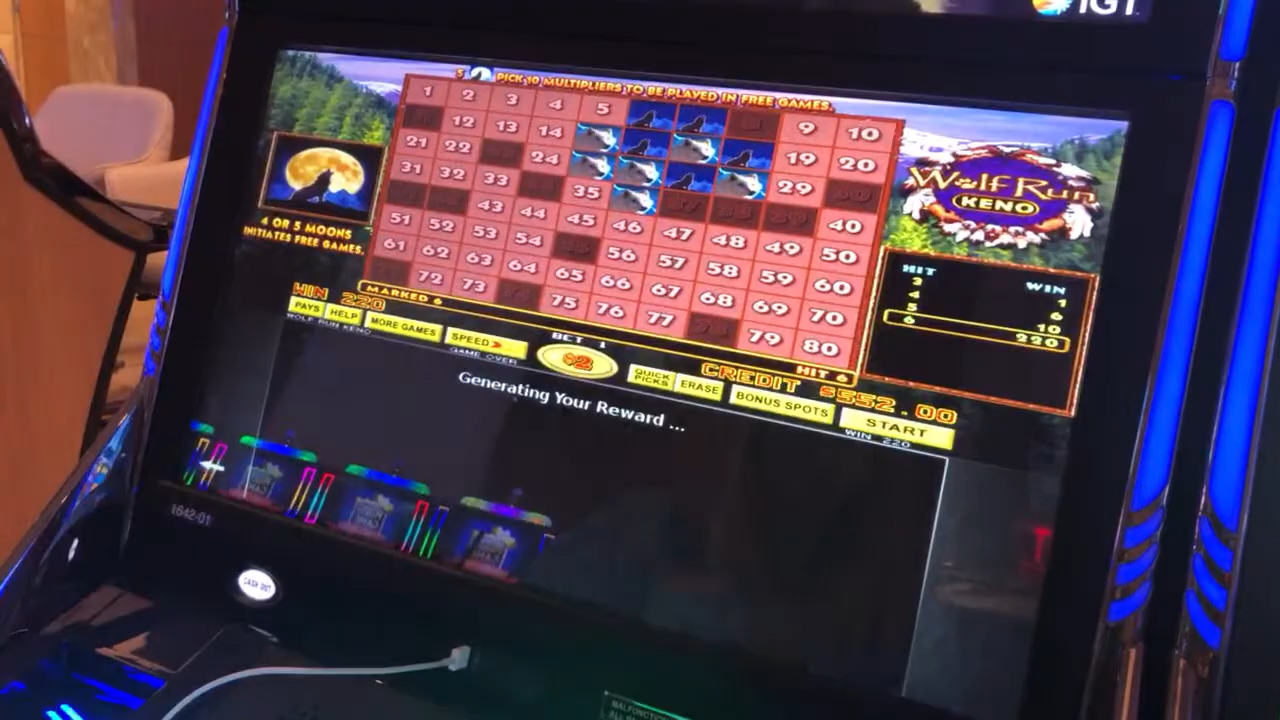 IGT
5 PICK 10 MULTIPLIERS TO BE PLAYED IN FREE GAMES.
1 2 3 4 5 9 10
12 13 14 19 20
21 22 24 29
31 32 33 35 40
43 44 45 46 47 48 49 50
51 52 53 54 56 57 58 59 60
61 62 63 64 65 66 67 68 69 70
72 73 75 76 77 79 80
4 OR 5 MOONS
INITIATES FREE GAMES.
Wolf Run
KENO
HIT WIN
3 1
4 6
5 10
6 220
MARKED 6
HIT 6
WIN 220
PAYS
HELP
MORE GAMES
SPEED
BET 1
$2
QUICK
PICKS
ERASE
BONUS SPOTS
START
CREDIT $552.00
WOLF RUN KENO
GAME OVER
WIN 220
Generating Your Reward ...
1642-01
CASH OUT
MALFUNCTION